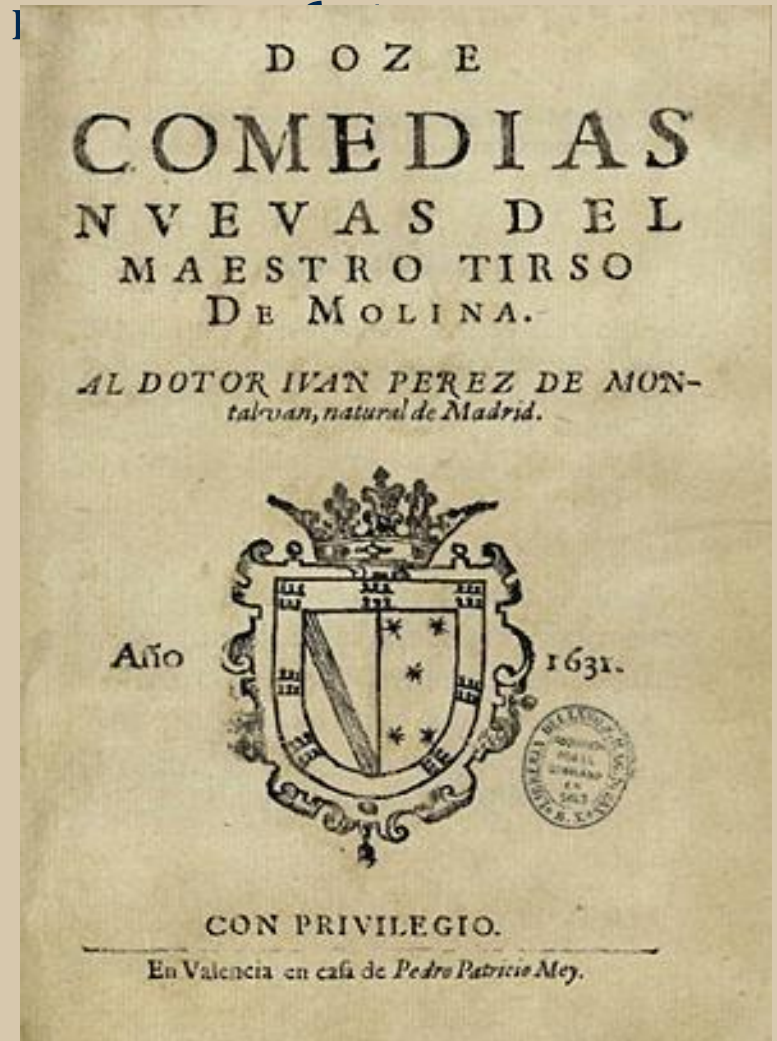 DOZE
COMEDIAS
NVEVAS DEL
MAESTRO TIRSO
DE MOLINA.
AL DOTOR IVAN PEREZ DE MON-
talvan, natural de Madrid.
Año 1631.
CON PRIVILEGIO.
En Valencia en caſa de Pedro Patricio Mey.